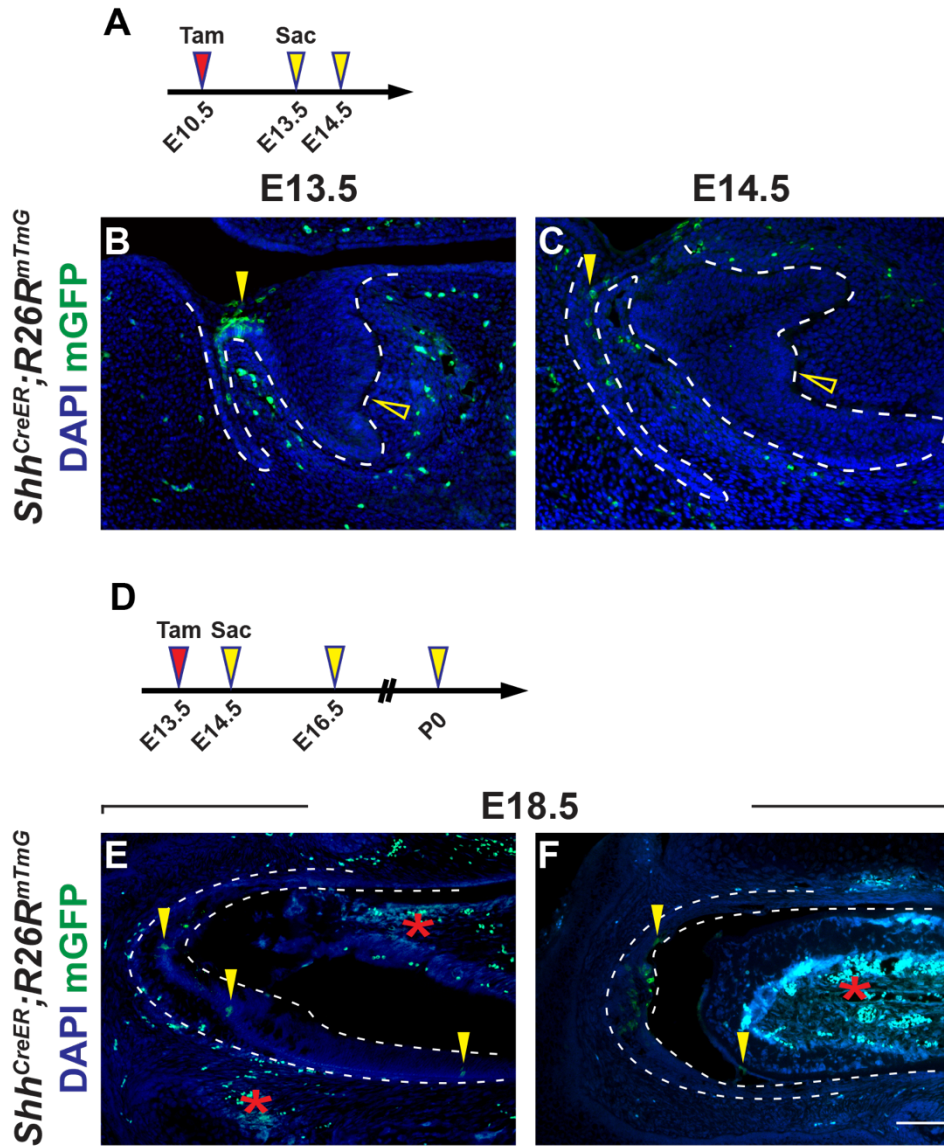 A
Tam Sac
E10.5 E13.5 E14.5
E13.5 E14.5
Shh^CreER;R26R^mTmG
DAPI mGFP
B
C
D
Tam Sac
E13.5 E14.5 E16.5 P0
E18.5
Shh^CreER;R26R^mTmG
DAPI mGFP
E
*
*
F
*